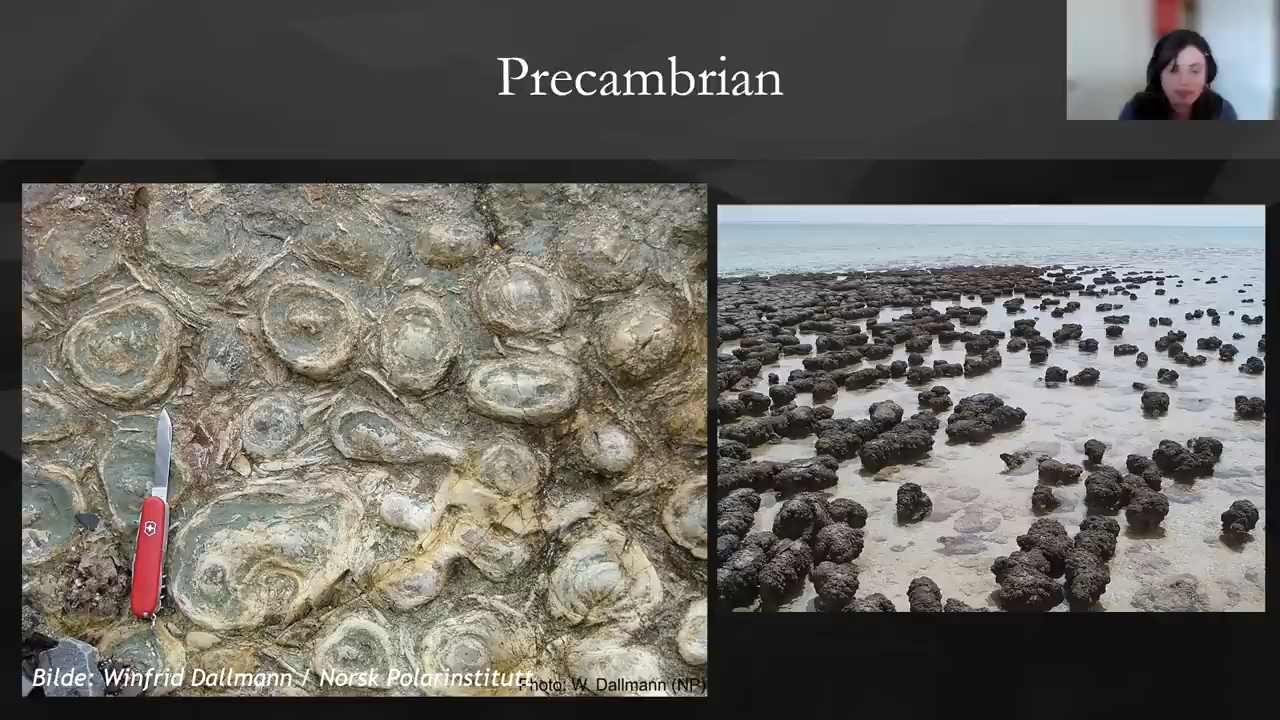 Precambrian
Bilde: Winfrid Dallmann / Norsk Polarinstitutt
Photo: W. Dallmann (NP)